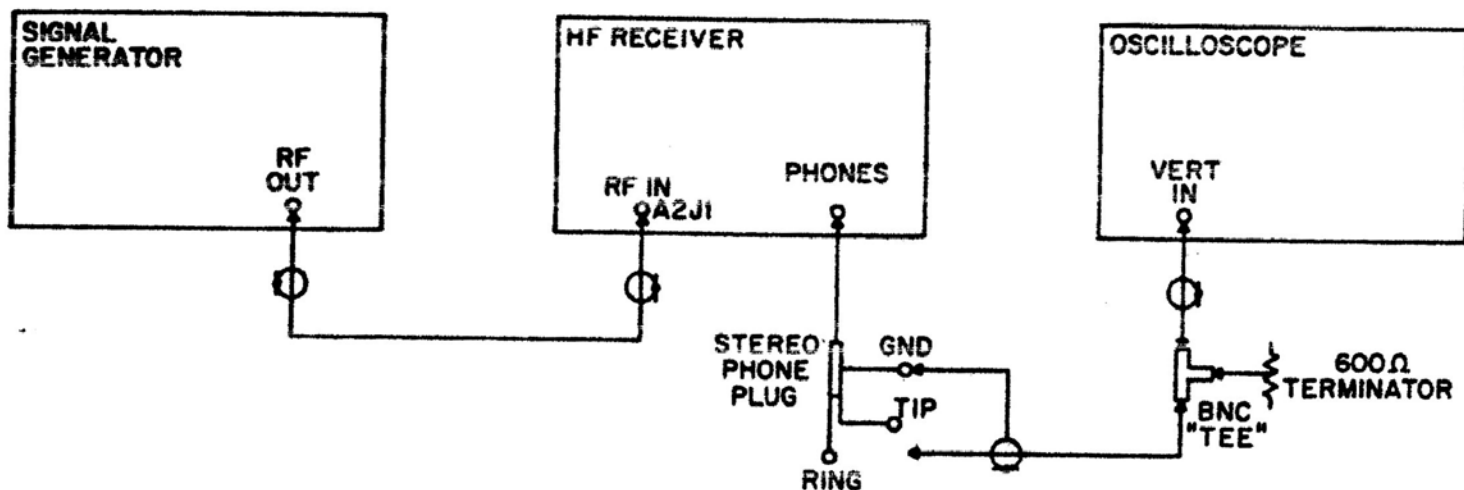 SIGNAL
GENERATOR
RF
OUT
HF RECEIVER
RF IN
A2J1
PHONES
OSCILLOSCOPE
VERT
IN
STEREO
PHONE
PLUG
GND
TIP
RING
BNC
"TEE"
600Ω
TERMINATOR